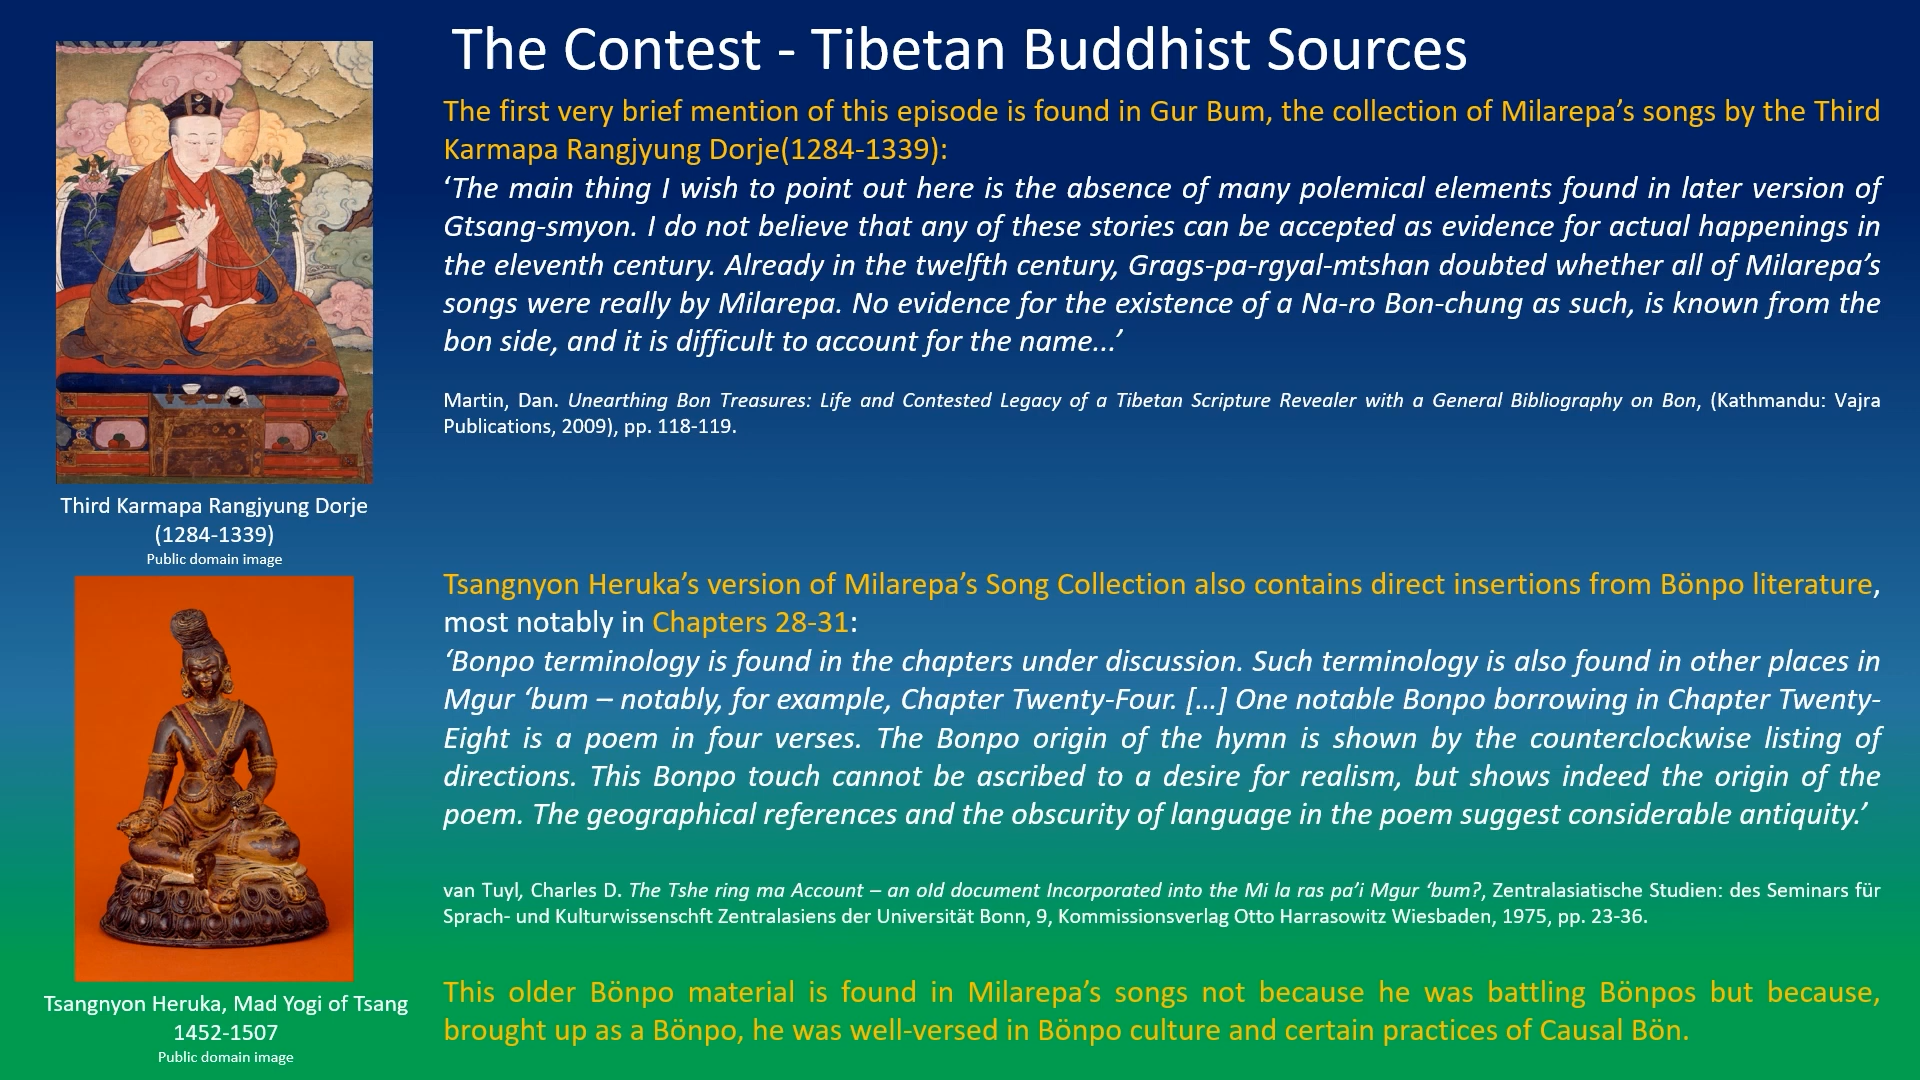 The Contest - Tibetan Buddhist Sources
The first very brief mention of this episode is found in Gur Bum, the collection of Milarepa’s songs by the Third
Karmapa Rangjyung Dorje(1284-1339):
‘The main thing I wish to point out here is the absence of many polemical elements found in later version of
Gtsang-smyon. I do not believe that any of these stories can be accepted as evidence for actual happenings in
the eleventh century. Already in the twelfth century, Grags-pa-rgyal-mtshan doubted whether all of Milarepa’s
songs were really by Milarepa. No evidence for the existence of a Na-ro Bon-chung as such, is known from the
bon side, and it is difficult to account for the name...’
Martin, Dan. Unearthing Bon Treasures: Life and Contested Legacy of a Tibetan Scripture Revealer with a General Bibliography on Bon, (Kathmandu: Vajra
Publications, 2009), pp. 118-119.
Third Karmapa Rangjyung Dorje
(1284-1339)
Public domain image
Tsangnyon Heruka’s version of Milarepa’s Song Collection also contains direct insertions from Bönpo literature,
most notably in Chapters 28-31:
‘Bonpo terminology is found in the chapters under discussion. Such terminology is also found in other places in
Mgur ‘bum – notably, for example, Chapter Twenty-Four. [...] One notable Bonpo borrowing in Chapter Twenty-
Eight is a poem in four verses. The Bonpo origin of the hymn is shown by the counterclockwise listing of
directions. This Bonpo touch cannot be ascribed to a desire for realism, but shows indeed the origin of the
poem. The geographical references and the obscurity of language in the poem suggest considerable antiquity.’
van Tuyl, Charles D. The Tshe ring ma Account – an old document Incorporated into the Mi la ras pa’i Mgur ‘bum?, Zentralasiatische Studien: des Seminars für
Sprach- und Kulturwissenschft Zentralasiens der Universität Bonn, 9, Kommissionsverlag Otto Harrasowitz Wiesbaden, 1975, pp. 23-36.
Tsangnyon Heruka, Mad Yogi of Tsang
1452-1507
Public domain image
This older Bönpo material is found in Milarepa’s songs not because he was battling Bönpos but because,
brought up as a Bönpo, he was well-versed in Bönpo culture and certain practices of Causal Bön.